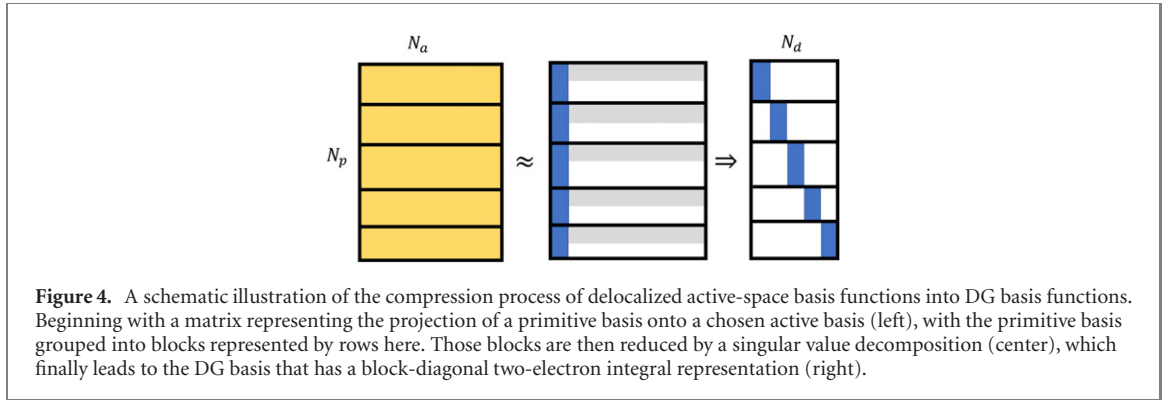 N_a
N_d
N_p
≈
⇒
Figure 4. A schematic illustration of the compression process of delocalized active-space basis functions into DG basis functions.
Beginning with a matrix representing the projection of a primitive basis onto a chosen active basis (left), with the primitive basis
grouped into blocks represented by rows here. Those blocks are then reduced by a singular value decomposition (center), which
finally leads to the DG basis that has a block-diagonal two-electron integral representation (right).